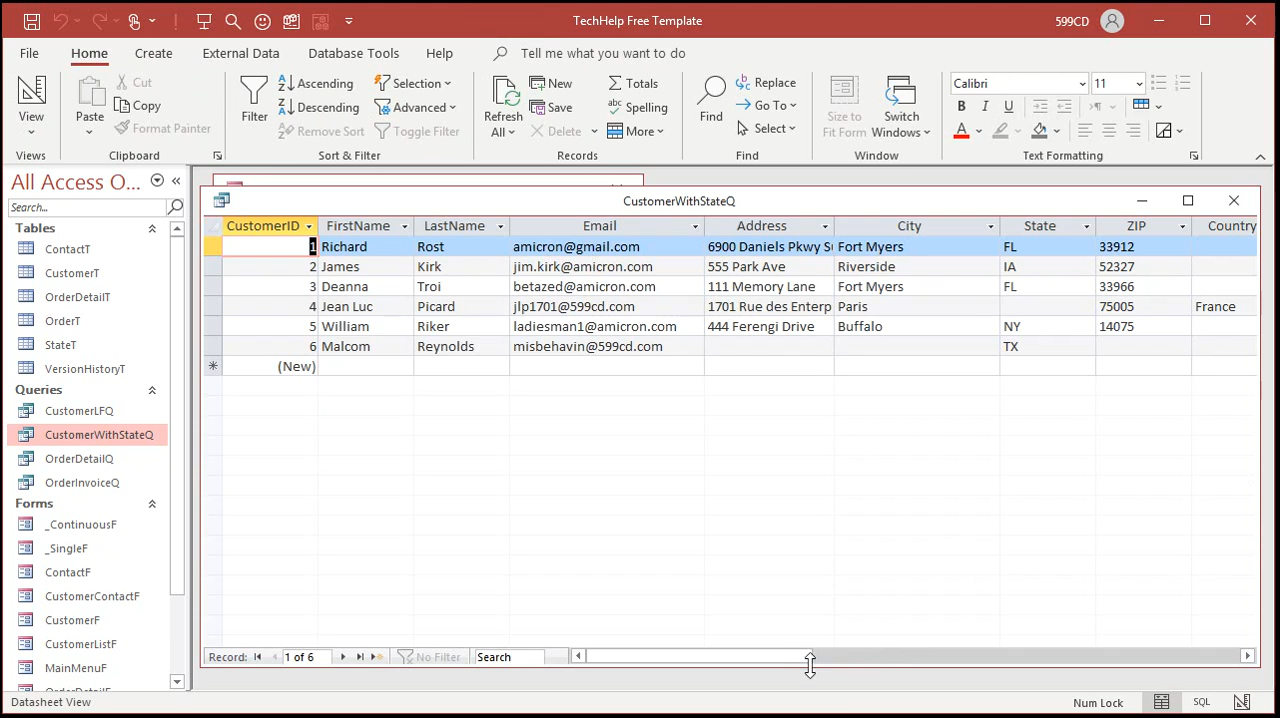 TechHelp Free Template
599CD
File Home Create External Data Database Tools Help Tell me what you want to do
View
Views
Paste
Cut
Copy
Format Painter
Clipboard
Filter
Ascending
Descending
Remove Sort
Selection
Advanced
Toggle Filter
Sort & Filter
Refresh
All
New
Save
Delete
Totals
Spelling
More
Records
Find
Replace
Go To
Select
Find
Size to
Fit Form
Switch
Windows
Window
Calibri 11
B I U
A
Text Formatting
All Access O...
Search...
Tables
ContactT
CustomerT
OrderDetailT
OrderT
StateT
VersionHistoryT
Queries
CustomerLFQ
CustomerWithStateQ
OrderDetailQ
OrderInvoiceQ
Forms
_ContinuousF
_SingleF
ContactF
CustomerContactF
CustomerF
CustomerListF
MainMenuF
OrderDetailF
CustomerWithStateQ
CustomerID FirstName LastName Email Address City State ZIP Country
1 Richard Rost amicron@gmail.com 6900 Daniels Pkwy Su Fort Myers FL 33912
2 James Kirk jim.kirk@amicron.com 555 Park Ave Riverside IA 52327
3 Deanna Troi betazed@amicron.com 111 Memory Lane Fort Myers FL 33966
4 Jean Luc Picard jlp1701@599cd.com 1701 Rue des Enterp Paris 75005 France
5 William Riker ladiesman1@amicron.com 444 Ferengi Drive Buffalo NY 14075
6 Malcom Reynolds misbehavin@599cd.com TX
* (New)
Record: 1 of 6 No Filter Search
Datasheet View
Num Lock SQL